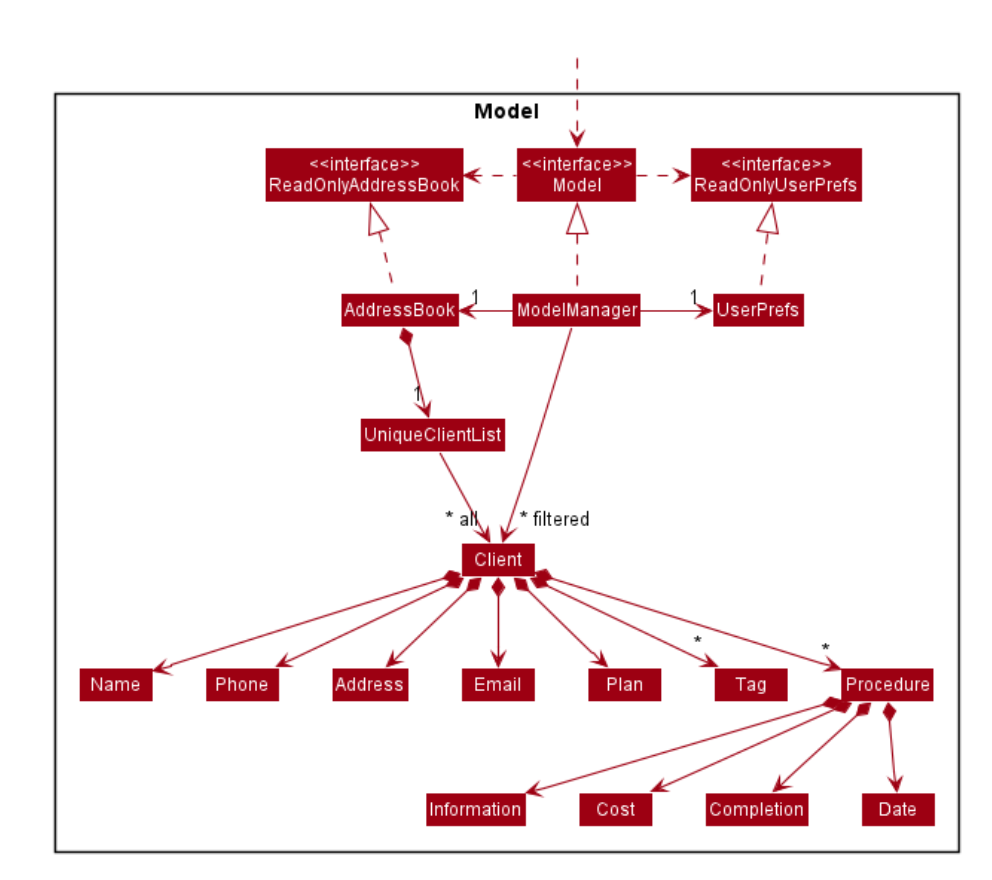 Model
<<interface>>
ReadOnlyAddressBook
<<interface>>
Model
<<interface>>
ReadOnlyUserPrefs
AddressBook
1
ModelManager
1
UserPrefs
1
UniqueClientList
* all
* filtered
Client
*
*
Name
Phone
Address
Email
Plan
Tag
Procedure
Information
Cost
Completion
Date